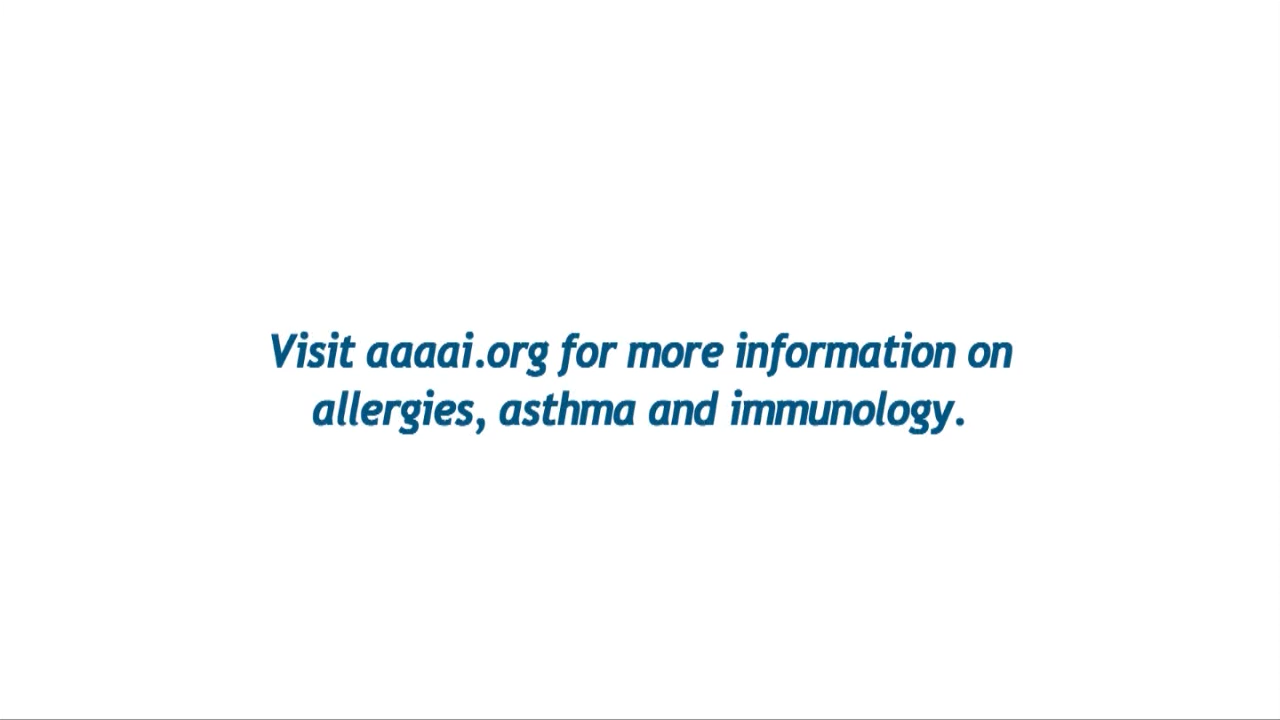 Visit aaaai.org for more information on
allergies, asthma and immunology.